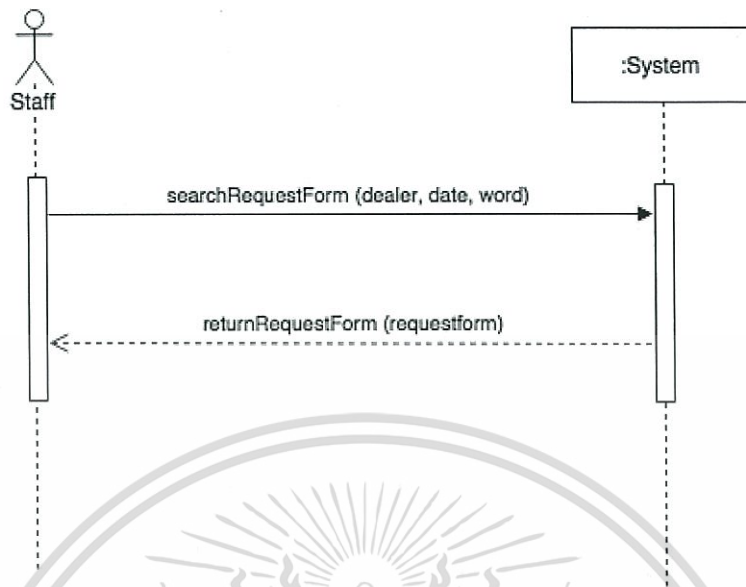 Staff
:System
searchRequestForm (dealer, date, word)
returnRequestForm (requestform)